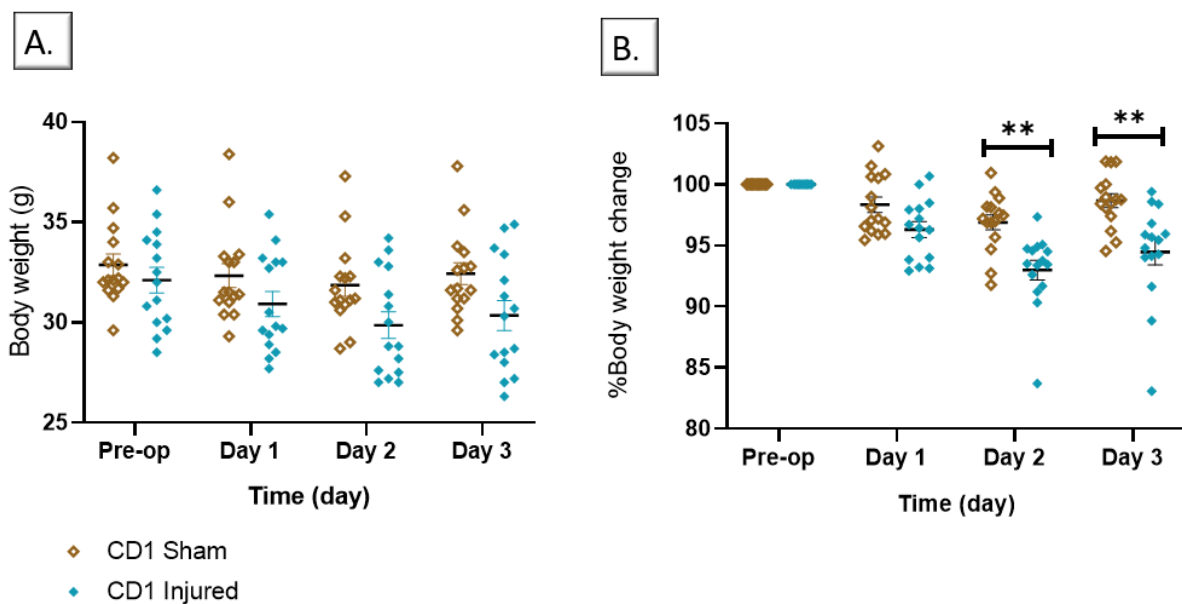 A.
B.
Body weight (g)
40
35
30
25
Pre-op Day 1 Day 2 Day 3
Time (day)
%Body weight change
105
100
95
90
85
80
** **
Pre-op Day 1 Day 2 Day 3
Time (day)
CD1 Sham
CD1 Injured